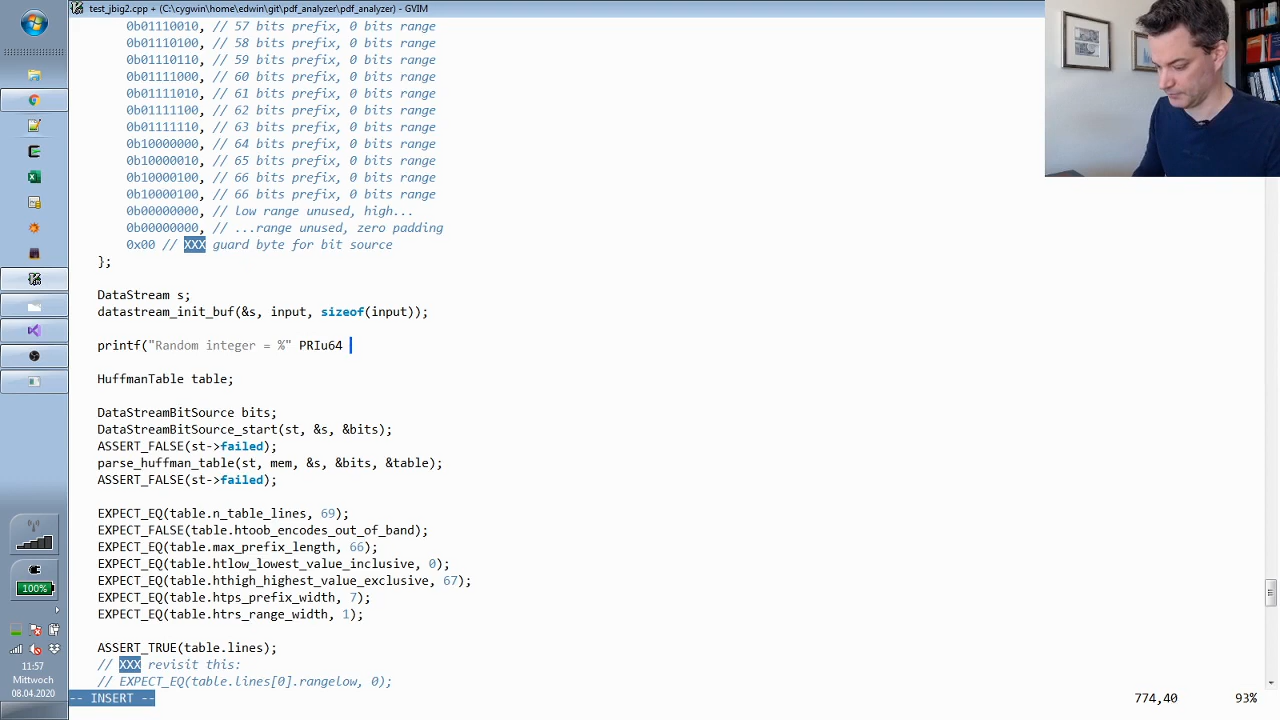 test_jbig2.cpp + (C:\cygwin\home\edwin\git\pdf_analyzer\pdf_analyzer) - GVIM
0b01110010, // 57 bits prefix, 0 bits range
0b01110100, // 58 bits prefix, 0 bits range
0b01110110, // 59 bits prefix, 0 bits range
0b01111000, // 60 bits prefix, 0 bits range
0b01111010, // 61 bits prefix, 0 bits range
0b01111100, // 62 bits prefix, 0 bits range
0b01111110, // 63 bits prefix, 0 bits range
0b10000000, // 64 bits prefix, 0 bits range
0b10000010, // 65 bits prefix, 0 bits range
0b10000100, // 66 bits prefix, 0 bits range
0b10000100, // 66 bits prefix, 0 bits range
0b00000000, // low range unused, high...
0b00000000, // ...range unused, zero padding
0x00 // XXX guard byte for bit source
};
DataStream s;
datastream_init_buf(&s, input, sizeof(input));
printf("Random integer = %" PRIu64
HuffmanTable table;
DataStreamBitSource bits;
DataStreamBitSource_start(st, &s, &bits);
ASSERT_FALSE(st->failed);
parse_huffman_table(st, mem, &s, &bits, &table);
ASSERT_FALSE(st->failed);
EXPECT_EQ(table.n_table_lines, 69);
EXPECT_FALSE(table.htoob_encodes_out_of_band);
EXPECT_EQ(table.max_prefix_length, 66);
EXPECT_EQ(table.htlow_lowest_value_inclusive, 0);
EXPECT_EQ(table.hthigh_highest_value_exclusive, 67);
EXPECT_EQ(table.htps_prefix_width, 7);
EXPECT_EQ(table.htrs_range_width, 1);
ASSERT_TRUE(table.lines);
// XXX revisit this:
// EXPECT_EQ(table.lines[0].rangelow, 0);
-- INSERT --
774,40
93%
100%
11:57
Mittwoch
08.04.2020